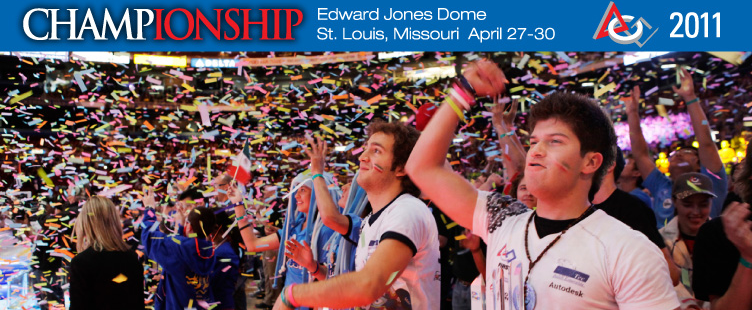 CHAMPIONSHIP
Edward Jones Dome
St. Louis, Missouri April 27-30
2011
Autodesk